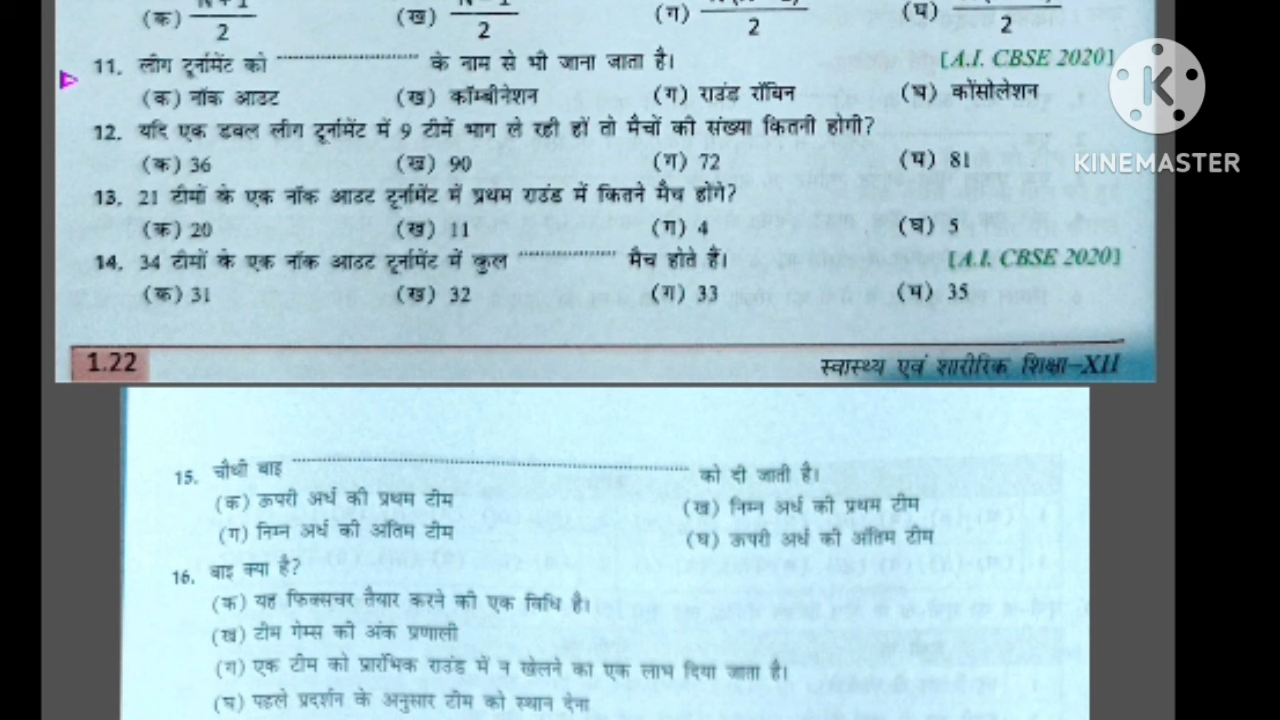 (क) 2 (ख) 2 (ग) 2 (घ) 2
11. लीग टूर्नामेंट को ........................ के नाम से भी जाना जाता है। [A.I. CBSE 2020]
(क) नॉक आउट (ख) कॉम्बीनेशन (ग) राउंड रॉबिन (घ) कोंसोलेशन
12. यदि एक डबल लीग टूर्नामेंट में 9 टीमें भाग ले रही हों तो मैचों की संख्या कितनी होगी?
(क) 36 (ख) 90 (ग) 72 (घ) 81
KINEMASTER
13. 21 टीमों के एक नॉक आउट टूर्नामेंट में प्रथम राउंड में कितने मैच होंगे?
(क) 20 (ख) 11 (ग) 4 (घ) 5
14. 34 टीमों के एक नॉक आउट टूर्नामेंट में कुल ................ मैच होते हैं। [A.I. CBSE 2020]
(क) 31 (ख) 32 (ग) 33 (घ) 35
1.22 स्वास्थ्य एवं शारीरिक शिक्षा–XII
15. चौथी बाइ ................................................ को दी जाती है।
(क) ऊपरी अर्ध की प्रथम टीम (ख) निम्न अर्ध की प्रथम टीम
(ग) निम्न अर्ध की अंतिम टीम (घ) ऊपरी अर्ध की अंतिम टीम
16. बाइ क्या है?
(क) यह फिक्सचर तैयार करने की एक विधि है।
(ख) टीम गेम्स की अंक प्रणाली
(ग) एक टीम को प्रारंभिक राउंड में न खेलने का एक लाभ दिया जाता है।
(घ) पहले प्रदर्शन के अनुसार टीम को स्थान देना